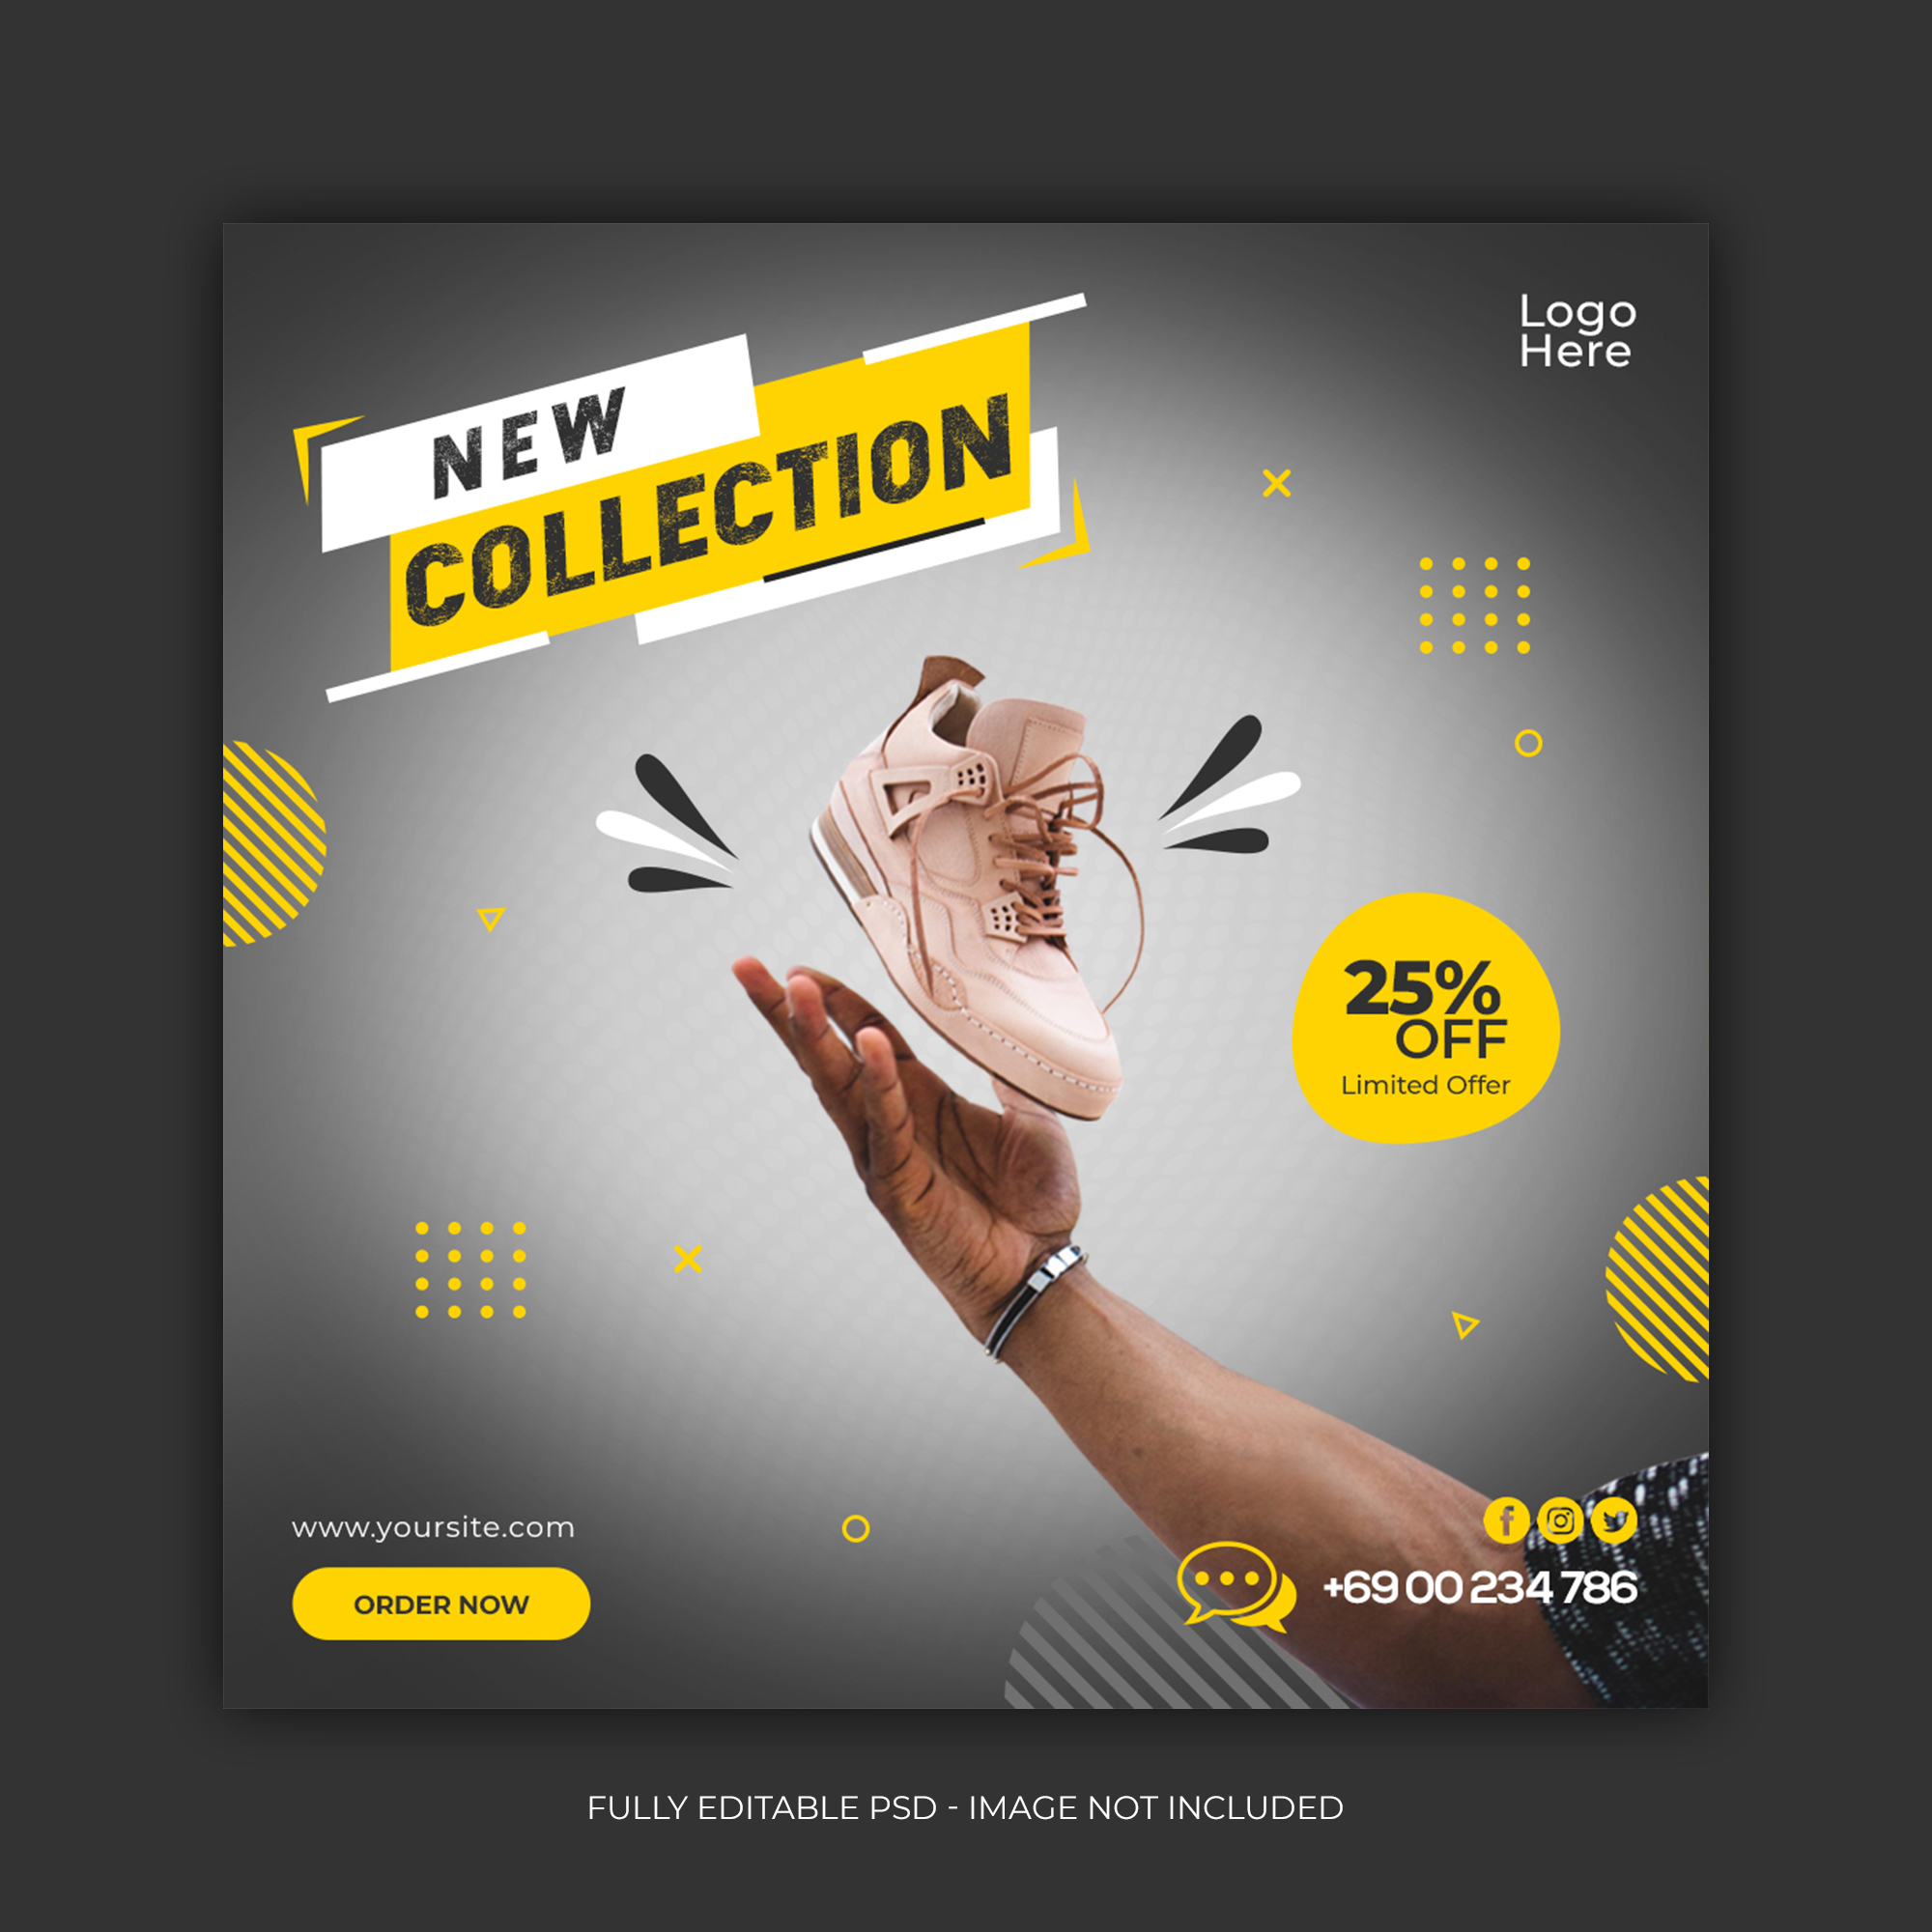 Logo
Here
NEW
COLLECTION
25%
OFF
Limited Offer
www.yoursite.com
ORDER NOW
+69 00 234 786
FULLY EDITABLE PSD - IMAGE NOT INCLUDED